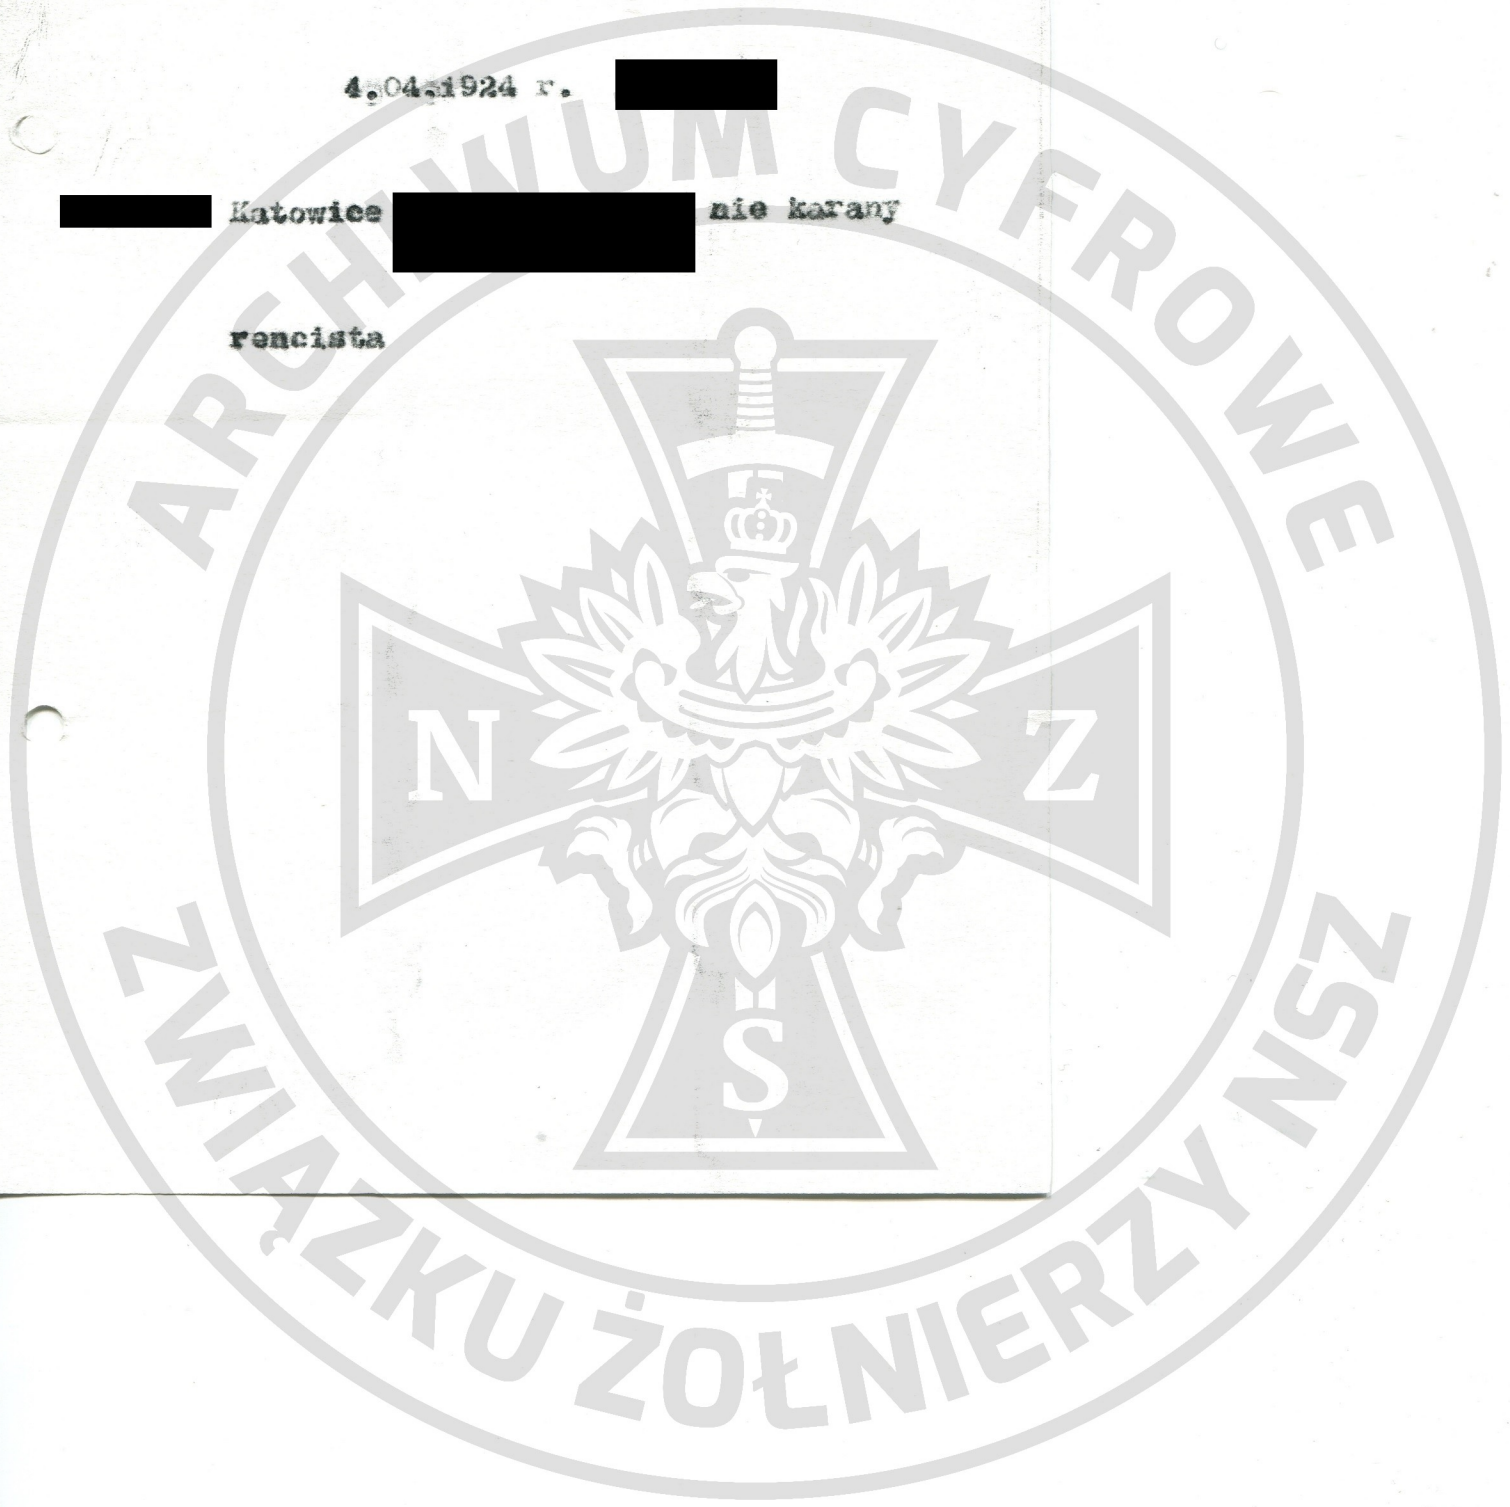 4.04.1924 r.
Katowice nie karany
rencista
ARCHIWUM CYFROWE
N Z
S
ZWIĄZKU ŻOŁNIERZY NSZ